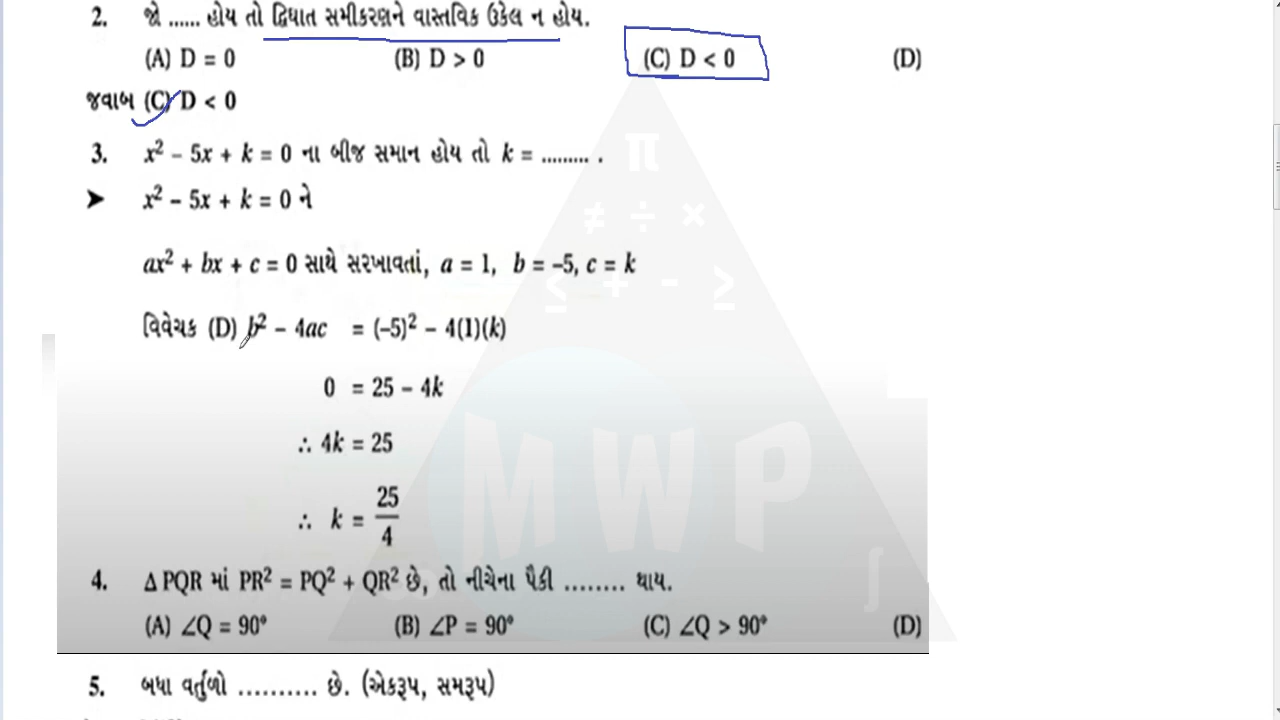 2. જો ...... હોય તો દ્વિઘાત સમીકરણને વાસ્તવિક ઉકેલ ન હોય.
(A) D = 0 (B) D > 0 (C) D < 0 (D)
જવાબ (C) D < 0
3. x² – 5x + k = 0 ના બીજ સમાન હોય તો k = ......... .
➤ x² – 5x + k = 0 ને
ax² + bx + c = 0 સાથે સરખાવતાં, a = 1, b = –5, c = k
વિવેચક (D) b² – 4ac = (–5)² – 4(1)(k)
0 = 25 – 4k
∴ 4k = 25
∴ k = 25/4
4. Δ PQR માં PR² = PQ² + QR² છે, તો નીચેના પૈકી ........ થાય.
(A) ∠Q = 90° (B) ∠P = 90° (C) ∠Q > 90° (D)
5. બધા વર્તુળો .......... છે. (એકરૂપ, સમરૂપ)
π
≠ ÷ ×
≤ + - ≥
MWP
∞ ∫